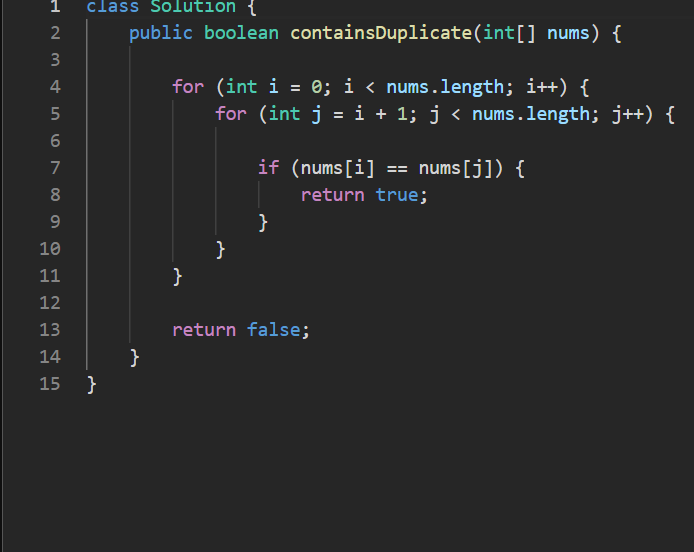 1 class Solution {
2     public boolean containsDuplicate(int[] nums) {
3
4         for (int i = 0; i < nums.length; i++) {
5             for (int j = i + 1; j < nums.length; j++) {
6
7                 if (nums[i] == nums[j]) {
8                     return true;
9                 }
10             }
11         }
12
13         return false;
14     }
15 }